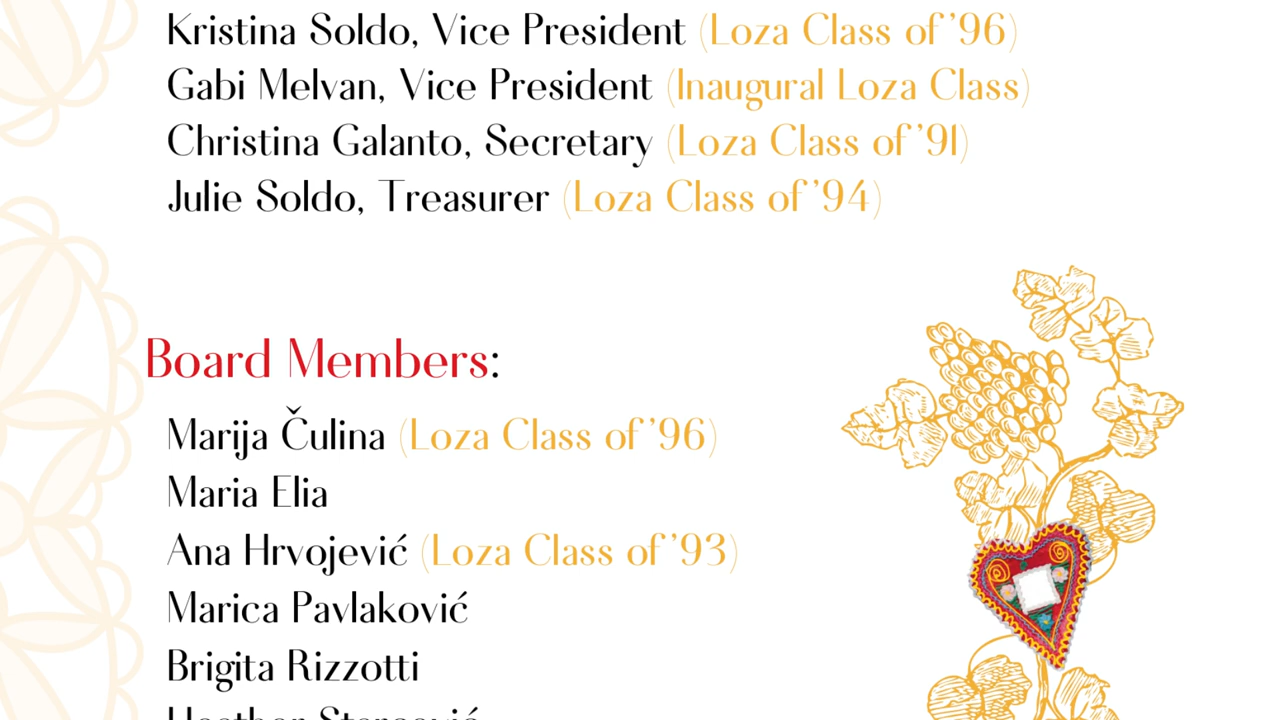 Kristina Soldo, Vice President (Loza Class of '96)
Gabi Melvan, Vice President (Inaugural Loza Class)
Christina Galanto, Secretary (Loza Class of '91)
Julie Soldo, Treasurer (Loza Class of '94)
Board Members:
Marija Čulina (Loza Class of '96)
Maria Elia
Ana Hrvojević (Loza Class of '93)
Marica Pavlaković
Brigita Rizzotti